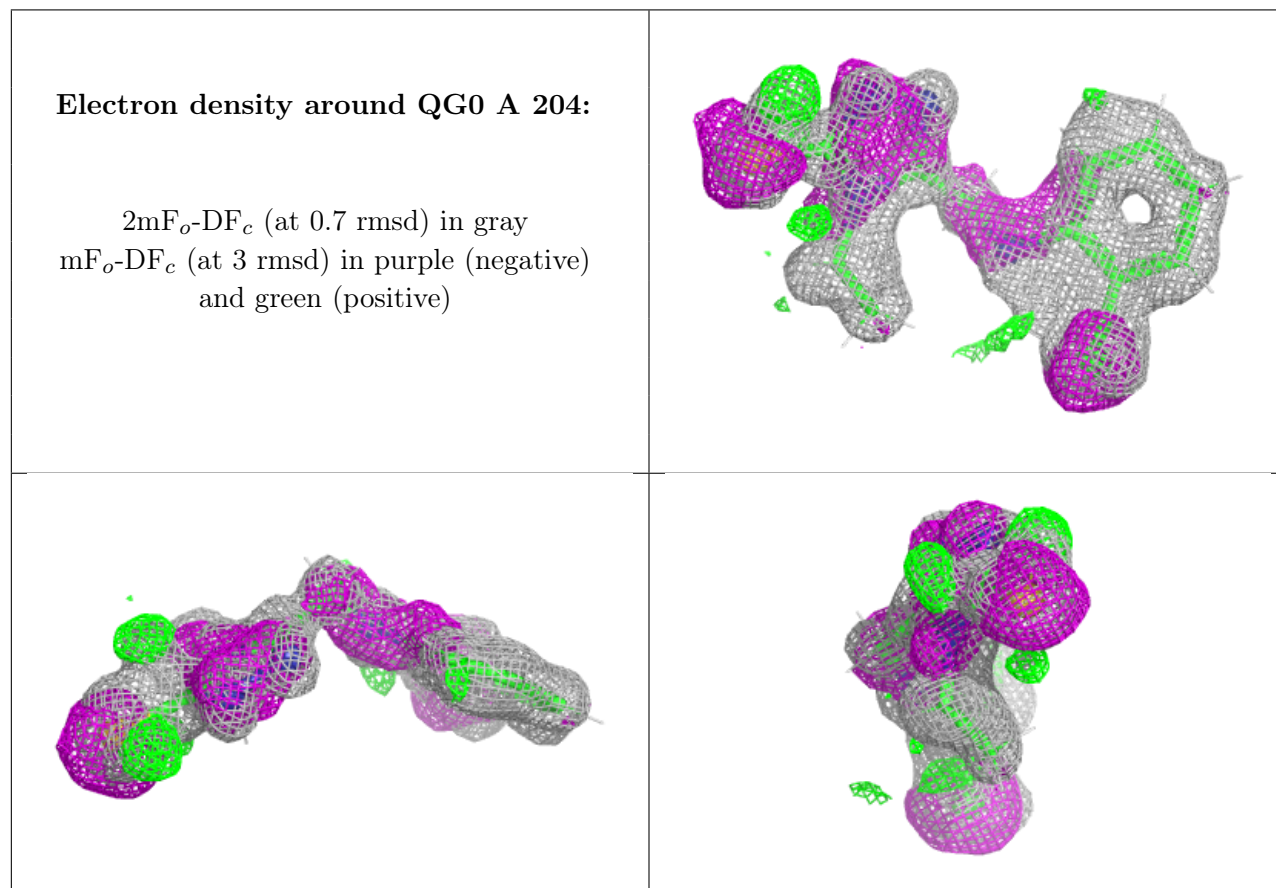 Electron density around QG0 A 204:
2mFo-DFc (at 0.7 rmsd) in gray
mFo-DFc (at 3 rmsd) in purple (negative)
and green (positive)